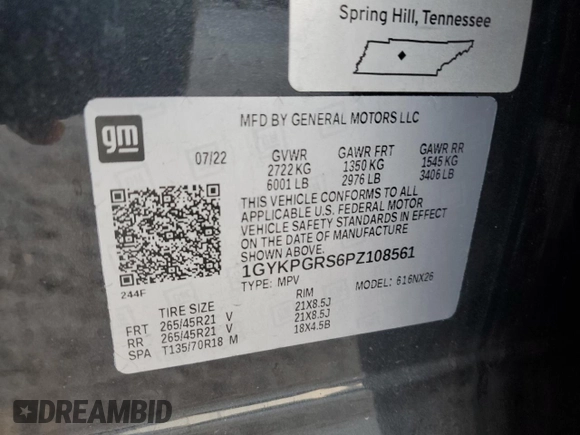 Spring Hill, Tennessee
gm
MFD BY GENERAL MOTORS LLC
07/22 GVWR GAWR FRT GAWR RR
2722 KG 1350 KG 1545 KG
6001 LB 2976 LB 3406 LB
THIS VEHICLE CONFORMS TO ALL
APPLICABLE U.S. FEDERAL MOTOR
VEHICLE SAFETY STANDARDS IN EFFECT
ON THE DATE OF MANUFACTURE
SHOWN ABOVE.
1GYKPGRS6PZ108561
TYPE: MPV MODEL: 616NX26
244F
TIRE SIZE RIM
FRT 265/45R21 V 21X8.5J
RR 265/45R21 V 21X8.5J
SPA T135/70R18 M 18X4.5B
DREAMBID